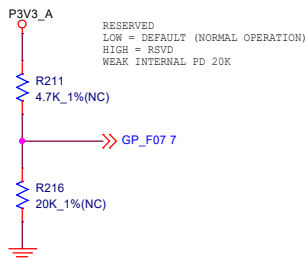 P3V3_A
RESERVED
LOW = DEFAULT (NORMAL OPERATION)
HIGH = RSVD
WEAK INTERNAL PD 20K
R211
4.7K_1%(NC)
GP_F07 7
R216
20K_1%(NC)